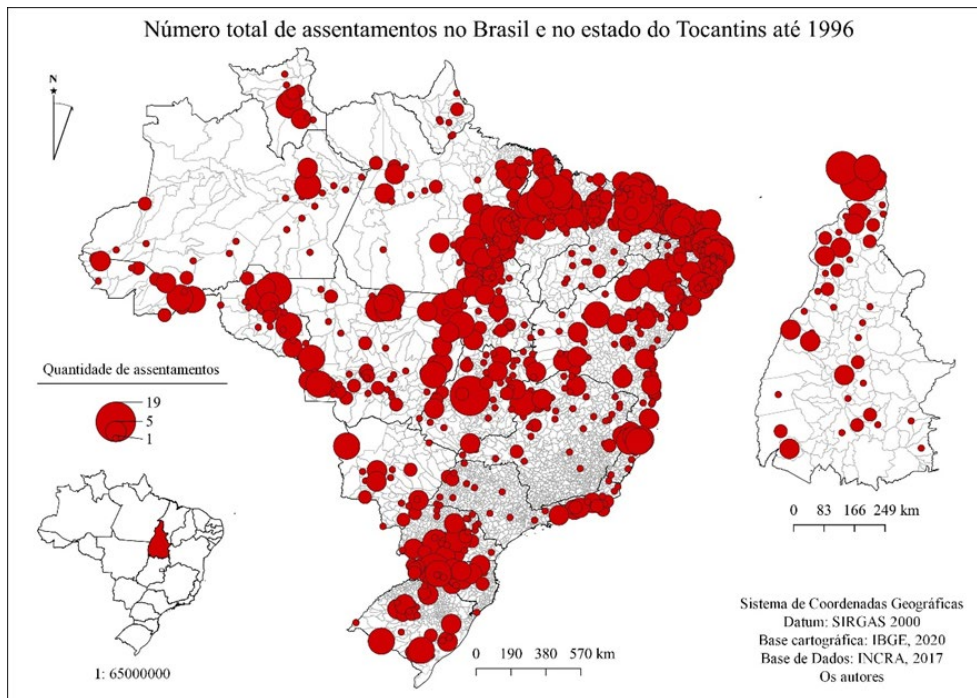 Número total de assentamentos no Brasil e no estado do Tocantins até 1996
N
Quantidade de assentamentos
19
5
1
1: 65000000
0 190 380 570 km
0 83 166 249 km
Sistema de Coordenadas Geográficas
Datum: SIRGAS 2000
Base cartográfica: IBGE, 2020
Base de Dados: INCRA, 2017
Os autores